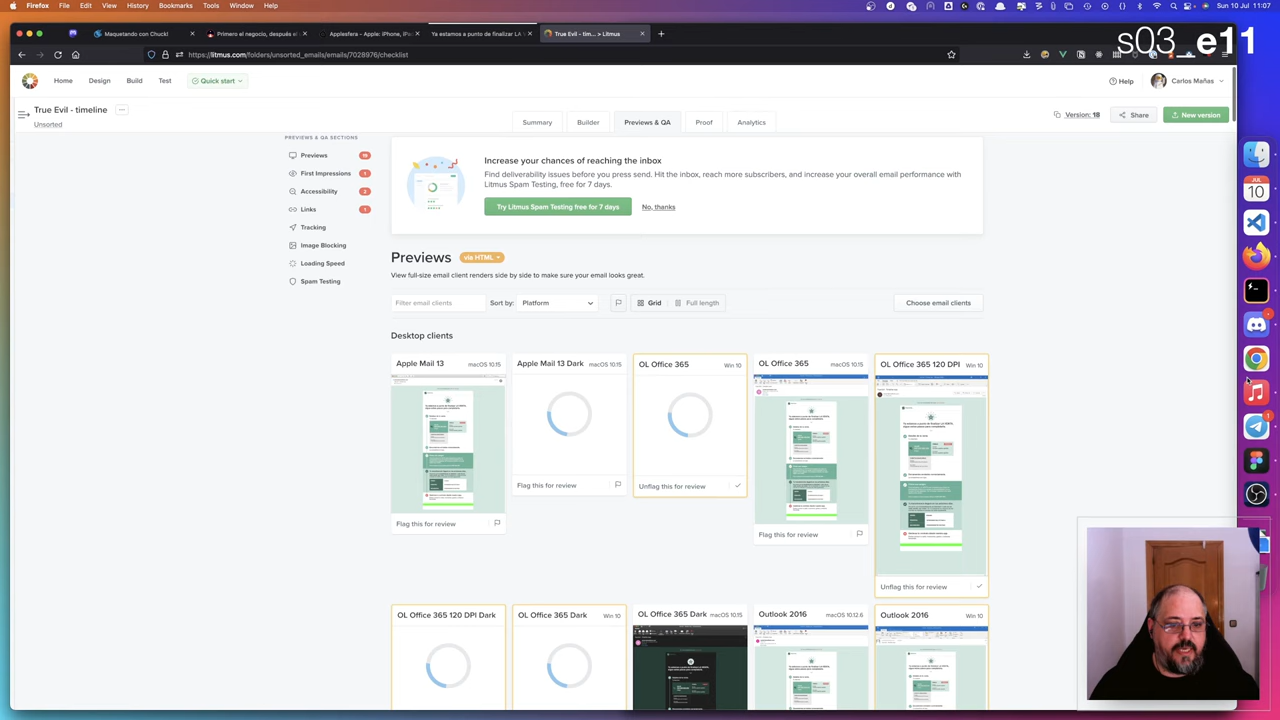 Firefox File Edit View History Bookmarks Tools Window Help
Sun 10 Jul 11:07
s03 e11
Maquetando con Chuck!
Primero el negocio, después al
Applesfera - Apple: iPhone, iPa
Ya estamos a punto de finalizar LA V
True Evil - tim... > Litmus
https://litmus.com/folders/unsorted_emails/emails/7028976/checklist
Home Design Build Test Quick start
Help Carlos Mañas
True Evil - timeline
Unsorted
Summary Builder Previews & QA Proof Analytics
Version: 18 Share New version
PREVIEWS & QA SECTIONS
Previews 19
First Impressions 1
Accessibility 2
Links 1
Tracking
Image Blocking
Loading Speed
Spam Testing
Increase your chances of reaching the inbox
Find deliverability issues before you press send. Hit the inbox, reach more subscribers, and increase your overall email performance with
Litmus Spam Testing, free for 7 days.
Try Litmus Spam Testing free for 7 days No, thanks
Previews via HTML
View full-size email client renders side by side to make sure your email looks great.
Filter email clients Sort by: Platform Grid Full length Choose email clients
Desktop clients
Apple Mail 13 macOS 10.15
Apple Mail 13 Dark macOS 10.15
OL Office 365 Win 10
OL Office 365 macOS 10.15
OL Office 365 120 DPI Win 10
Flag this for review
Flag this for review
Unflag this for review
Flag this for review
Unflag this for review
OL Office 365 120 DPI Dark
OL Office 365 Dark Win 10
OL Office 365 Dark macOS 10.15
Outlook 2016 macOS 10.12.6
Outlook 2016 Win 10
JUL
10